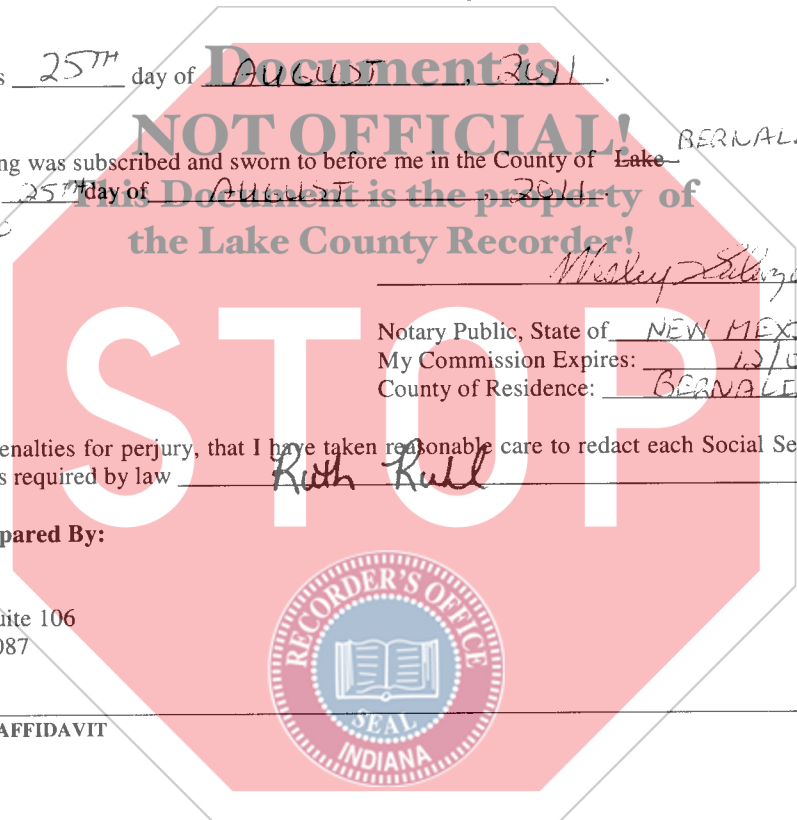 s 25TH day of AUGUST, 2011.
Document is
NOT OFFICIAL!
BERNAL
ng was subscribed and sworn to before me in the County of Lake
25TH day of AUGUST, 2011.
This Document is the property of
the Lake County Recorder!
Wesley
Notary Public, State of NEW MEX
My Commission Expires: 12/
County of Residence: BERNALI
STOP
enalties for perjury, that I have taken reasonable care to redact each Social Se
s required by law Ruth Ruhl
pared By:
uite 106
087
RECORDER'S OFFICE
SEAL
INDIANA
AFFIDAVIT